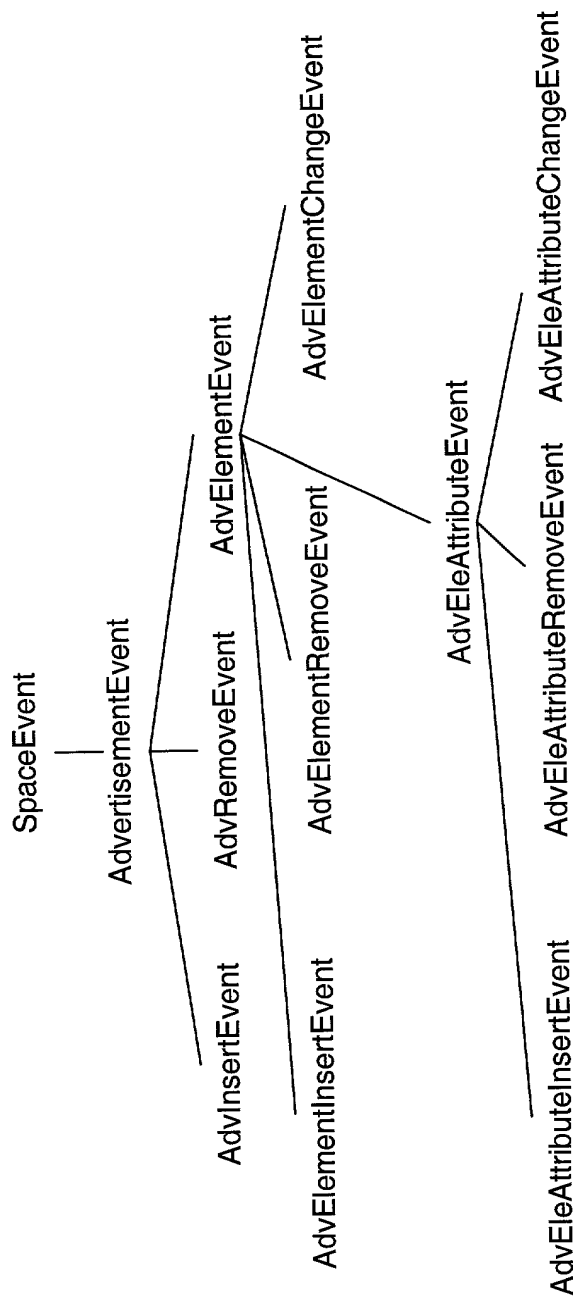 SpaceEvent
AdvertisementEvent
AdvInsertEvent
AdvRemoveEvent
AdvElementEvent
AdvElementInsertEvent
AdvElementRemoveEvent
AdvElementChangeEvent
AdvEleAttributeEvent
AdvEleAttributeInsertEvent
AdvEleAttributeRemoveEvent
AdvEleAttributeChangeEvent